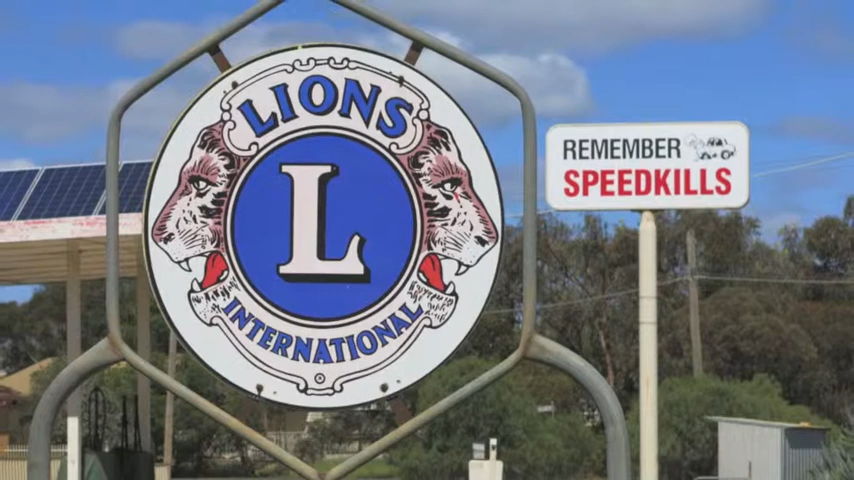 LIONS
L
INTERNATIONAL
REMEMBER
SPEEDKILLS